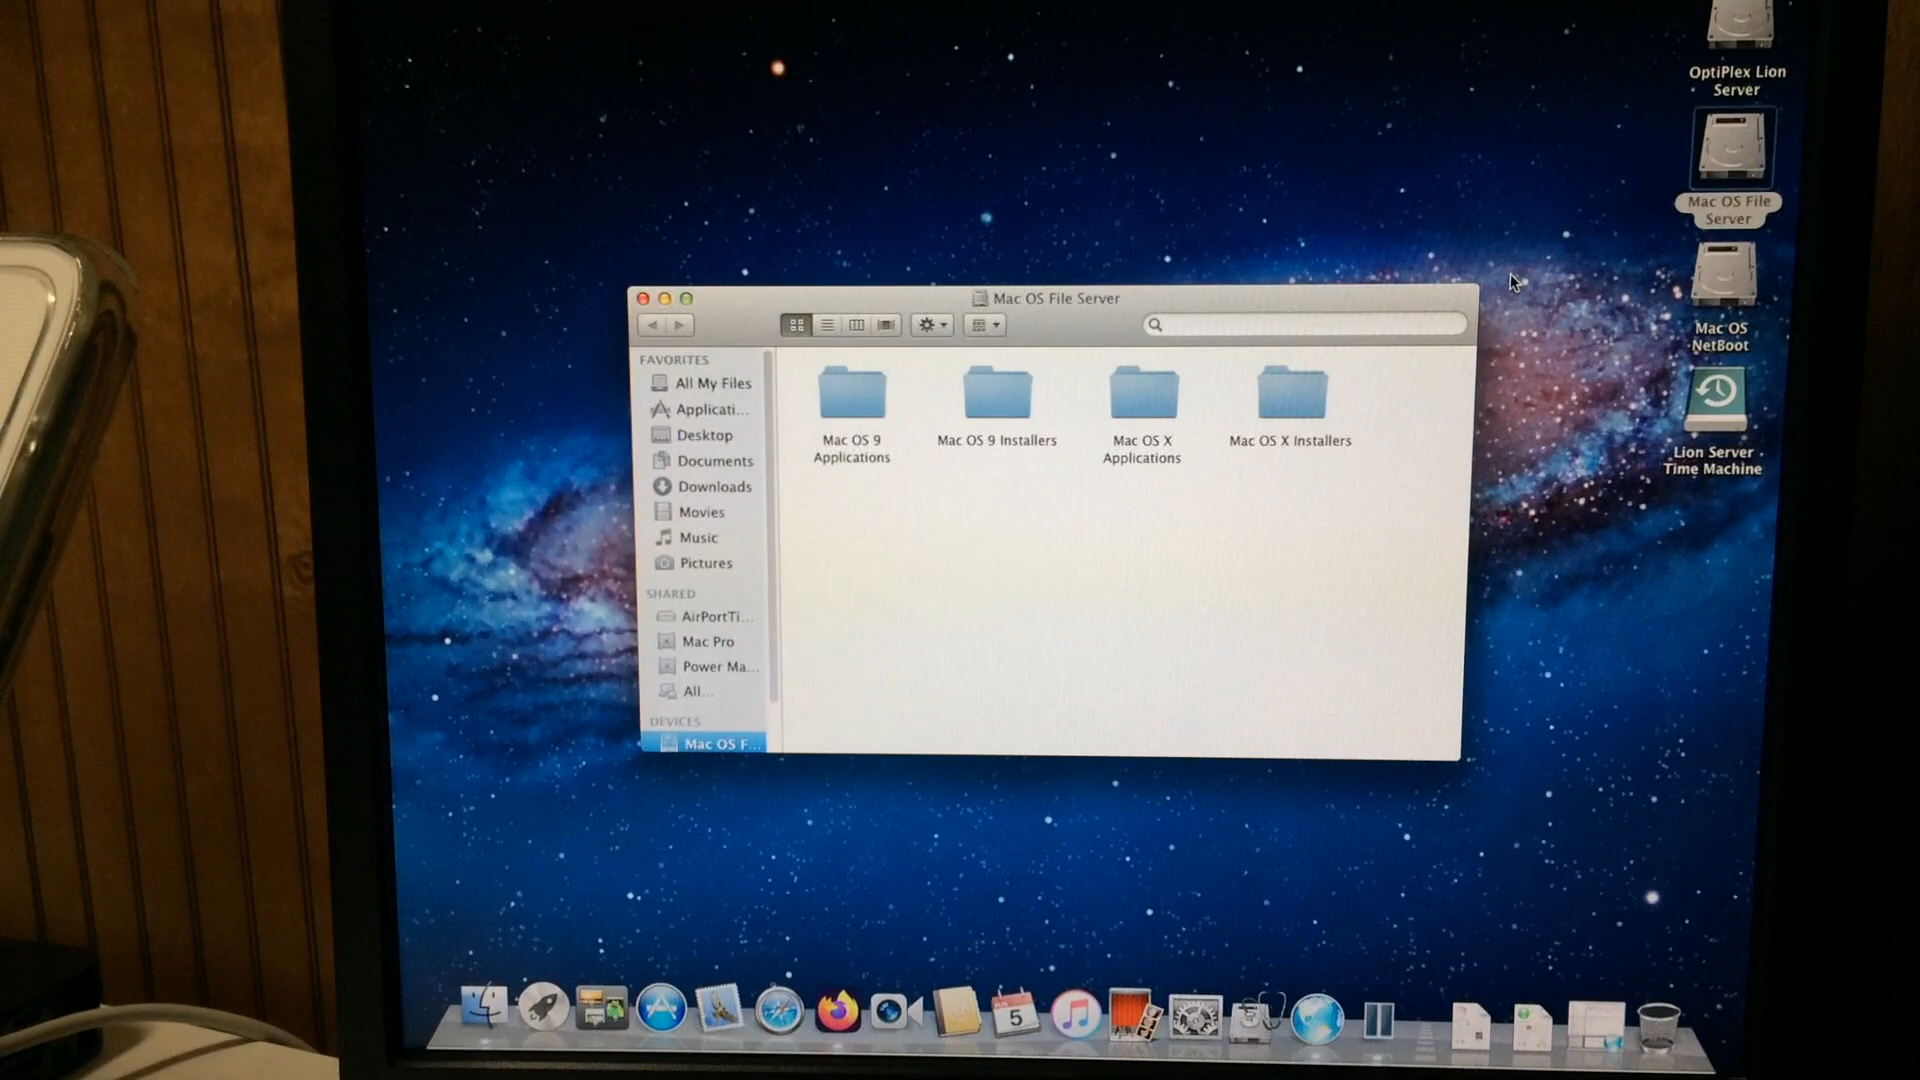 OptiPlex Lion
Server
Mac OS File
Server
Mac OS
NetBoot
Lion Server
Time Machine
Mac OS File Server
FAVORITES
All My Files
Applicati...
Desktop
Documents
Downloads
Movies
Music
Pictures
SHARED
AirPortTi...
Mac Pro
Power Ma...
All...
DEVICES
Mac OS F...
Mac OS 9
Applications
Mac OS 9 Installers
Mac OS X
Applications
Mac OS X Installers
5